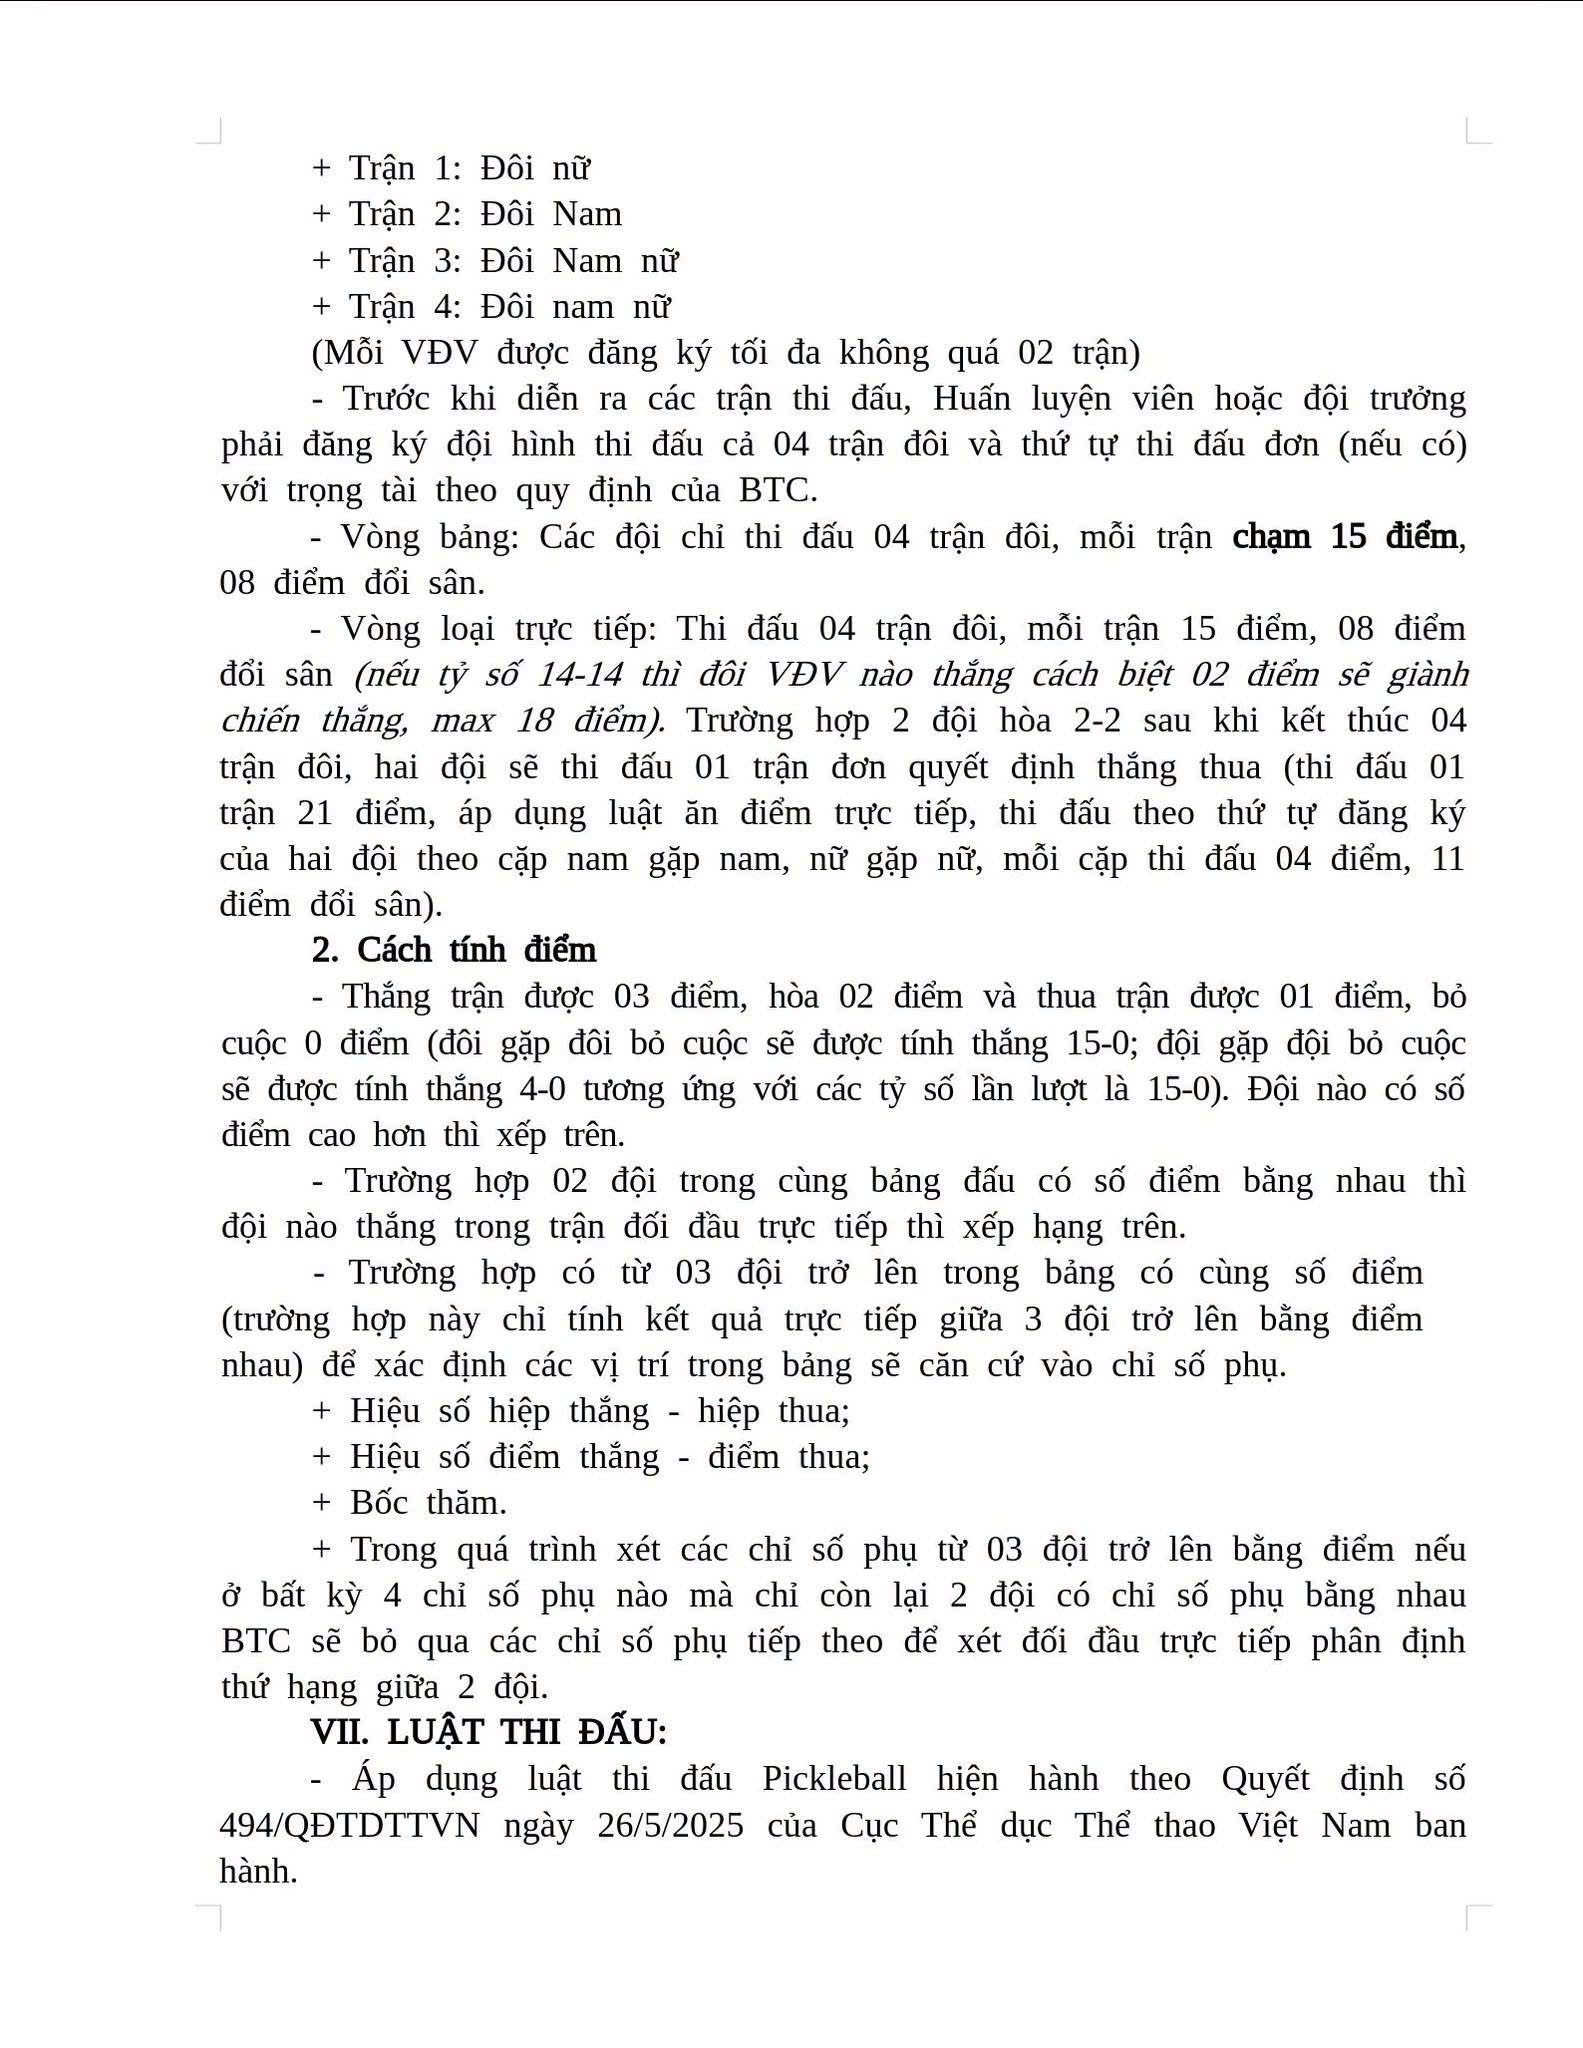 + Trận 1: Đôi nữ
+ Trận 2: Đôi Nam
+ Trận 3: Đôi Nam nữ
+ Trận 4: Đôi nam nữ
(Mỗi VĐV được đăng ký tối đa không quá 02 trận)
- Trước khi diễn ra các trận thi đấu, Huấn luyện viên hoặc đội trưởng
phải đăng ký đội hình thi đấu cả 04 trận đôi và thứ tự thi đấu đơn (nếu có)
với trọng tài theo quy định của BTC.
- Vòng bảng: Các đội chỉ thi đấu 04 trận đôi, mỗi trận chạm 15 điểm,
08 điểm đổi sân.
- Vòng loại trực tiếp: Thi đấu 04 trận đôi, mỗi trận 15 điểm, 08 điểm
đổi sân (nếu tỷ số 14-14 thì đôi VĐV nào thắng cách biệt 02 điểm sẽ giành
chiến thắng, max 18 điểm). Trường hợp 2 đội hòa 2-2 sau khi kết thúc 04
trận đôi, hai đội sẽ thi đấu 01 trận đơn quyết định thắng thua (thi đấu 01
trận 21 điểm, áp dụng luật ăn điểm trực tiếp, thi đấu theo thứ tự đăng ký
của hai đội theo cặp nam gặp nam, nữ gặp nữ, mỗi cặp thi đấu 04 điểm, 11
điểm đổi sân).
2. Cách tính điểm
- Thắng trận được 03 điểm, hòa 02 điểm và thua trận được 01 điểm, bỏ
cuộc 0 điểm (đôi gặp đôi bỏ cuộc sẽ được tính thắng 15-0; đội gặp đội bỏ cuộc
sẽ được tính thắng 4-0 tương ứng với các tỷ số lần lượt là 15-0). Đội nào có số
điểm cao hơn thì xếp trên.
- Trường hợp 02 đội trong cùng bảng đấu có số điểm bằng nhau thì
đội nào thắng trong trận đối đầu trực tiếp thì xếp hạng trên.
- Trường hợp có từ 03 đội trở lên trong bảng có cùng số điểm
(trường hợp này chỉ tính kết quả trực tiếp giữa 3 đội trở lên bằng điểm
nhau) để xác định các vị trí trong bảng sẽ căn cứ vào chỉ số phụ.
+ Hiệu số hiệp thắng - hiệp thua;
+ Hiệu số điểm thắng - điểm thua;
+ Bốc thăm.
+ Trong quá trình xét các chỉ số phụ từ 03 đội trở lên bằng điểm nếu
ở bất kỳ 4 chỉ số phụ nào mà chỉ còn lại 2 đội có chỉ số phụ bằng nhau
BTC sẽ bỏ qua các chỉ số phụ tiếp theo để xét đối đầu trực tiếp phân định
thứ hạng giữa 2 đội.
VII. LUẬT THI ĐẤU:
- Áp dụng luật thi đấu Pickleball hiện hành theo Quyết định số
494/QĐTDTTVN ngày 26/5/2025 của Cục Thể dục Thể thao Việt Nam ban
hành.